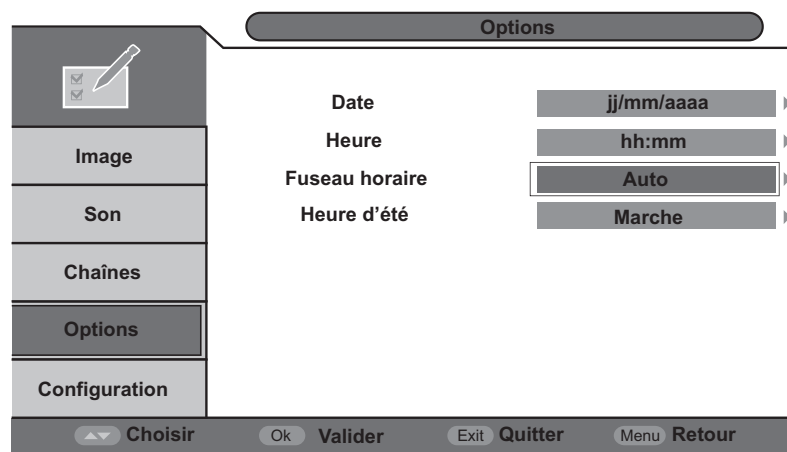 Options
Date jj/mm/aaaa
Heure hh:mm
Fuseau horaire Auto
Heure d'été Marche
Image
Son
Chaînes
Options
Configuration
Choisir Ok Valider Exit Quitter Menu Retour